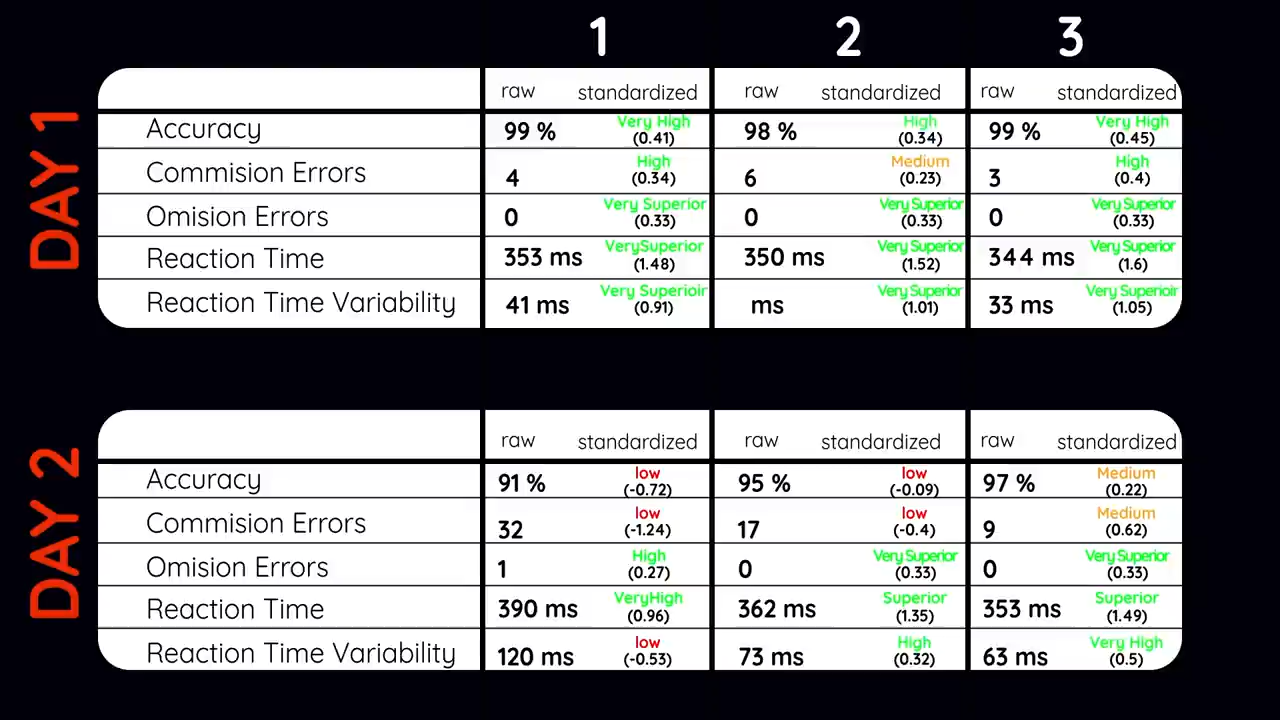 1 2 3
DAY 1
raw standardized raw standardized raw standardized
Accuracy 99 % Very High (0.41) 98 % High (0.34) 99 % Very High (0.45)
Commision Errors 4 High (0.34) 6 Medium (0.23) 3 High (0.4)
Omision Errors 0 Very Superior (0.33) 0 Very Superior (0.33) 0 Very Superior (0.33)
Reaction Time 353 ms VerySuperior (1.48) 350 ms Very Superior (1.52) 344 ms Very Superior (1.6)
Reaction Time Variability 41 ms Very Superioir (0.91) ms Very Superior (1.01) 33 ms Very Superioir (1.05)
DAY 2
raw standardized raw standardized raw standardized
Accuracy 91 % low (-0.72) 95 % low (-0.09) 97 % Medium (0.22)
Commision Errors 32 low (-1.24) 17 low (-0.4) 9 Medium (0.62)
Omision Errors 1 High (0.27) 0 Very Superior (0.33) 0 Very Superior (0.33)
Reaction Time 390 ms VeryHigh (0.96) 362 ms Superior (1.35) 353 ms Superior (1.49)
Reaction Time Variability 120 ms low (-0.53) 73 ms High (0.32) 63 ms Very High (0.5)